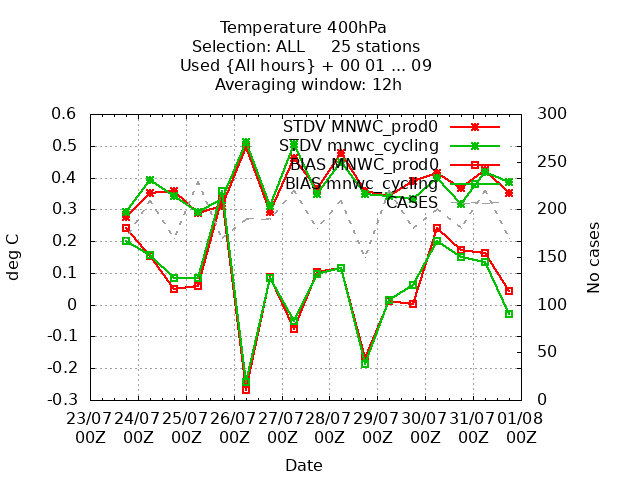 Temperature 400hPa
Selection: ALL 25 stations
Used {All hours} + 00 01 ... 09
Averaging window: 12h
STDV MNWC_prod0
STDV mnwc_cycling
BIAS MNWC_prod0
BIAS mnwc_cycling
CASES
0.6
0.5
0.4
0.3
0.2
0.1
0
-0.1
-0.2
-0.3
deg C
300
250
200
150
100
50
0
No cases
23/07 24/07 25/07 26/07 27/07 28/07 29/07 30/07 31/07 01/08
00Z 00Z 00Z 00Z 00Z 00Z 00Z 00Z 00Z 00Z
Date